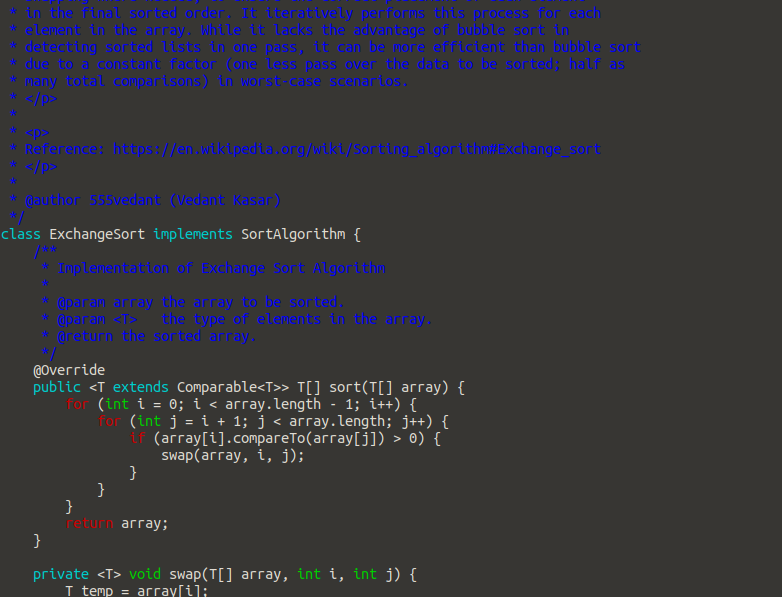 * in the final sorted order. It iteratively performs this process for each
 * element in the array. While it lacks the advantage of bubble sort in
 * detecting sorted lists in one pass, it can be more efficient than bubble sort
 * due to a constant factor (one less pass over the data to be sorted; half as
 * many total comparisons) in worst-case scenarios.
 * </p>
 *
 * <p>
 * Reference: https://en.wikipedia.org/wiki/Sorting_algorithm#Exchange_sort
 * </p>
 *
 * @author 555vedant (Vedant Kasar)
 */
class ExchangeSort implements SortAlgorithm {
    /**
     * Implementation of Exchange Sort Algorithm
     *
     * @param array the array to be sorted.
     * @param <T>   the type of elements in the array.
     * @return the sorted array.
     */
    @Override
    public <T extends Comparable<T>> T[] sort(T[] array) {
        for (int i = 0; i < array.length - 1; i++) {
            for (int j = i + 1; j < array.length; j++) {
                if (array[i].compareTo(array[j]) > 0) {
                    swap(array, i, j);
                }
            }
        }
        return array;
    }

    private <T> void swap(T[] array, int i, int j) {
        T temp = array[i];